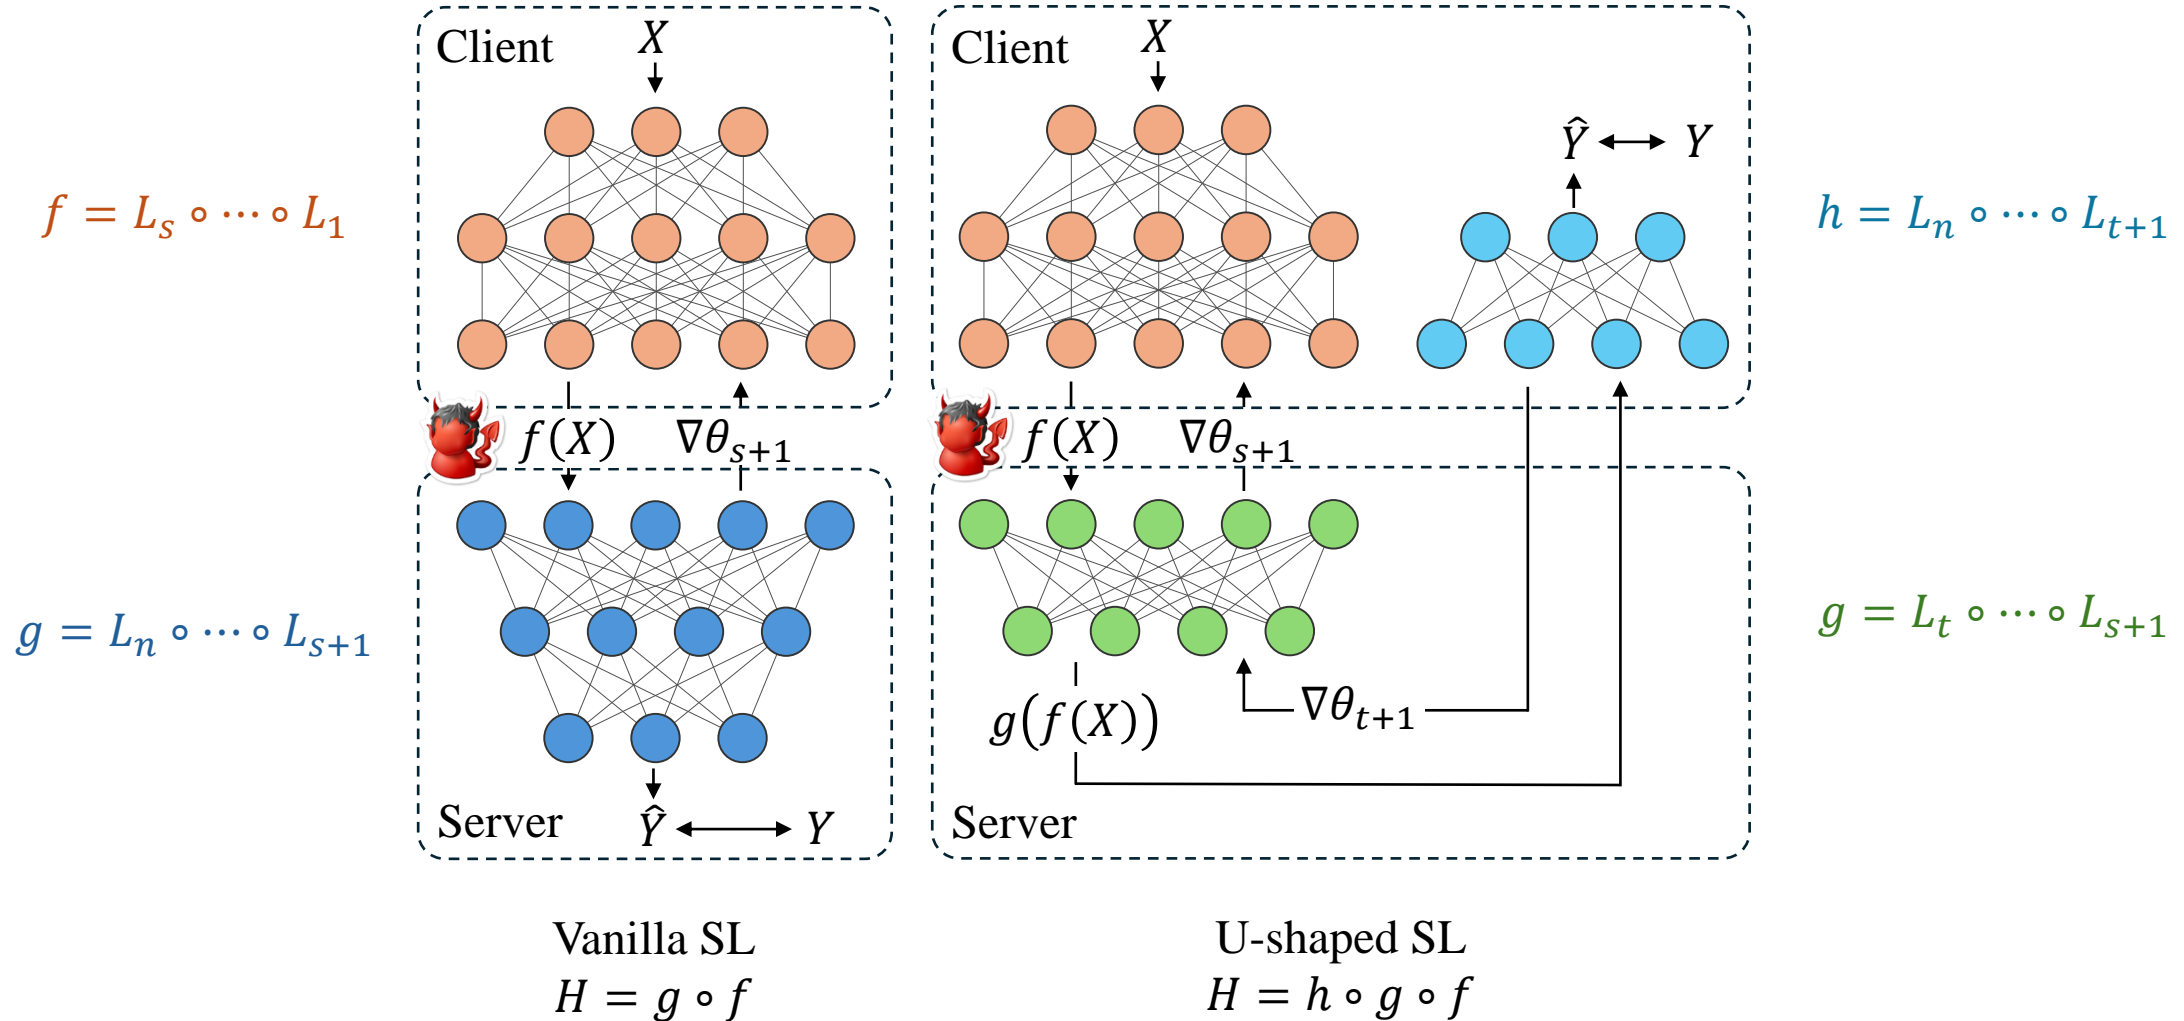 f = L_s ∘ ⋯ ∘ L_1
g = L_n ∘ ⋯ ∘ L_{s+1}
Client
X
f(X)
∇θ_{s+1}
Server
Ŷ ⟷ Y
Vanilla SL
H = g ∘ f
Client
X
Ŷ ⟷ Y
f(X)
∇θ_{s+1}
g(f(X))
∇θ_{t+1}
Server
U-shaped SL
H = h ∘ g ∘ f
h = L_n ∘ ⋯ ∘ L_{t+1}
g = L_t ∘ ⋯ ∘ L_{s+1}